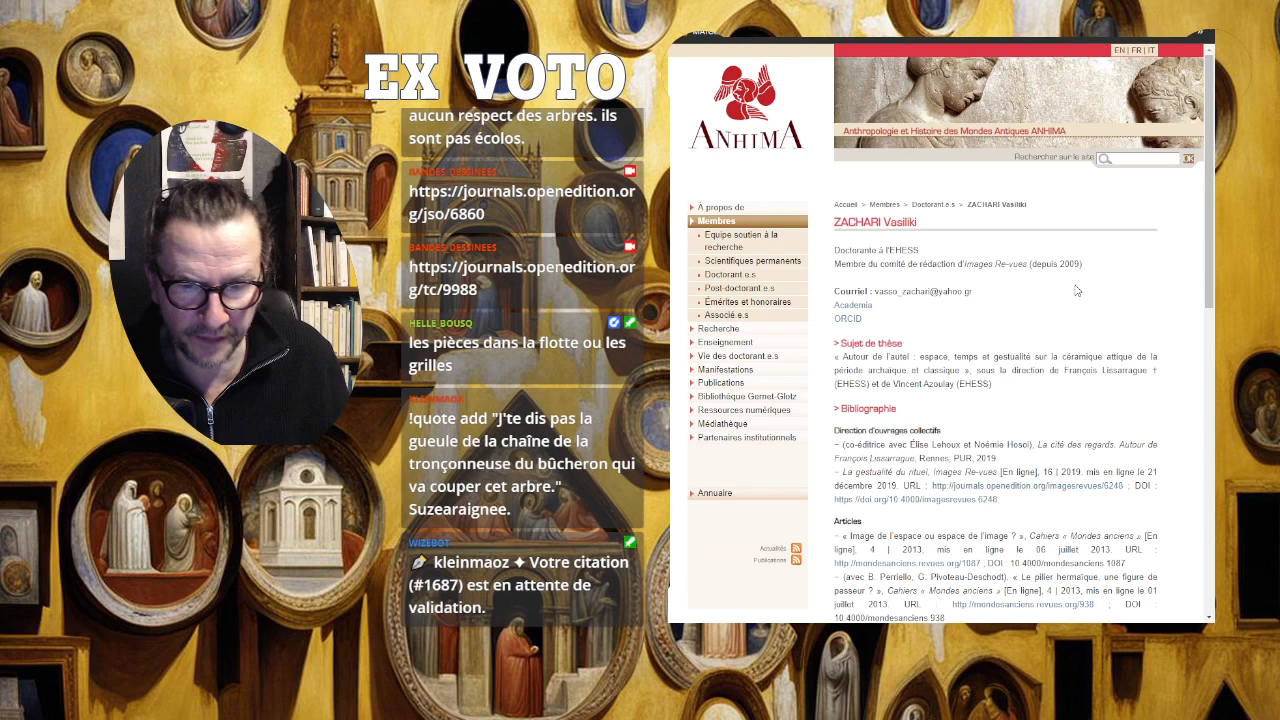 EX VOTO
aucun respect des arbres. ils
sont pas écolos.
BANDES_DESSINEES
https://journals.openedition.or
g/jso/6860
BANDES_DESSINEES
https://journals.openedition.or
g/tc/9988
HELLE_BOUSQ
les pièces dans la flotte ou les
grilles
KLEINMAOZ
!quote add "J'te dis pas la
gueule de la chaîne de la
tronçonneuse du bûcheron qui
va couper cet arbre."
Suzearaignee.
WIZEBOT
kleinmaoz ✦ Votre citation
(#1687) est en attente de
validation.
EN | FR | IT
ANHIMA
Anthropologie et Histoire des Mondes Antiques ANHIMA
Rechercher sur le site
OK
À propos de
Membres
Equipe soutien à la
recherche
Scientifiques permanents
Doctorant.e.s
Post-doctorant.e.s
Émérites et honoraires
Associé.e.s
Recherche
Enseignement
Vie des doctorant.e.s
Manifestations
Publications
Bibliothèque Gernet-Glotz
Ressources numériques
Médiathèque
Partenaires institutionnels
Annuaire
Actualités
Publications
Accueil > Membres > Doctorant.e.s > ZACHARI Vasiliki
ZACHARI Vasiliki
Doctorante à l'EHESS
Membre du comité de rédaction d'Images Re-vues (depuis 2009)
Courriel : vasso_zachari@yahoo.gr
Academia
ORCID
> Sujet de thèse
« Autour de l'autel : espace, temps et gestualité sur la céramique attique de la
période archaïque et classique », sous la direction de François Lissarrague †
(EHESS) et de Vincent Azoulay (EHESS)
> Bibliographie
Direction d'ouvrages collectifs
– (co-éditrice avec Élise Lehoux et Noémie Hosoi), La cité des regards. Autour de
François Lissarrague, Rennes, PUR, 2019.
– La gestualité du rituel, Images Re-vues [En ligne], 16 | 2019, mis en ligne le 21
décembre 2019. URL : http://journals.openedition.org/imagesrevues/6248 ; DOI :
https://doi.org/10.4000/imagesrevues.6248.
Articles
– « Image de l'espace ou espace de l'image ? », Cahiers « Mondes anciens » [En
ligne], 4 | 2013, mis en ligne le 06 juillet 2013. URL :
http://mondesanciens.revues.org/1087 ; DOI : 10.4000/mondesanciens.1087
– (avec B. Perriello, G. Pivoteau-Deschodt), « Le pilier hermaïque, une figure de
passeur ? », Cahiers « Mondes anciens » [En ligne], 4 | 2013, mis en ligne le 01
juillet 2013. URL http://mondesanciens.revues.org/938 ; DOI :
10.4000/mondesanciens.938